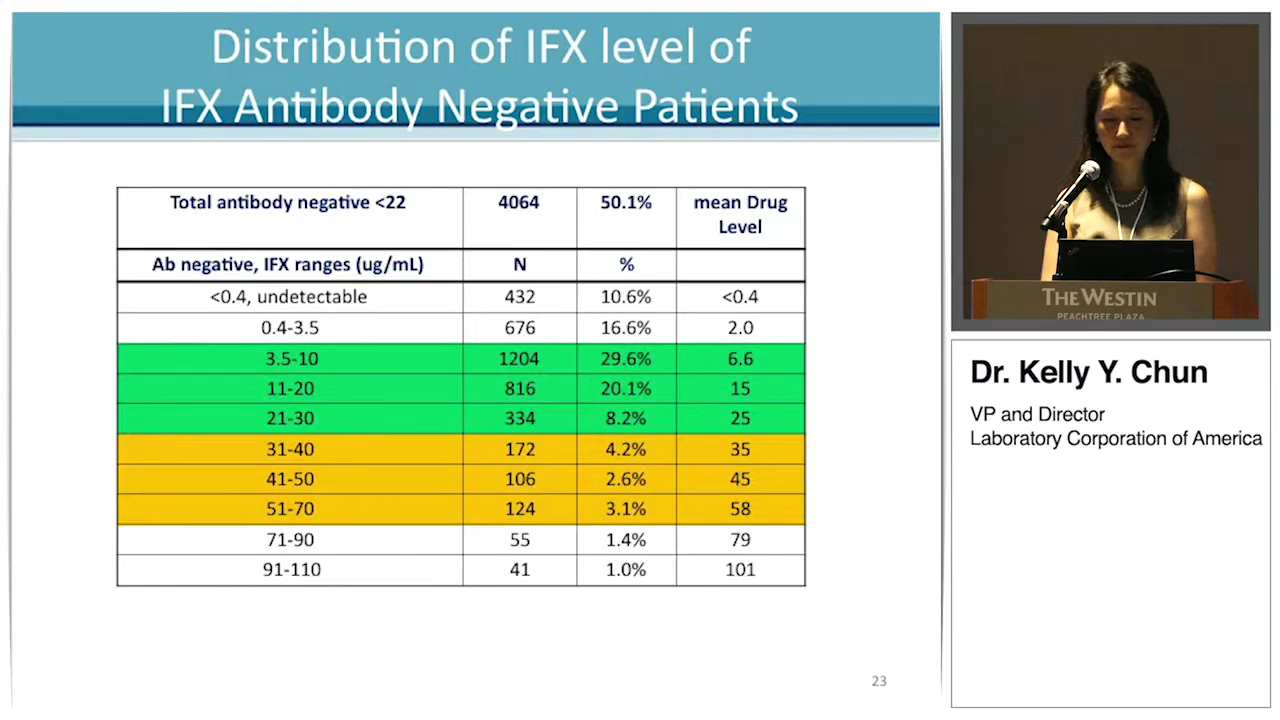 Distribution of IFX level of
IFX Antibody Negative Patients
Total antibody negative <22 4064 50.1% mean Drug
Level
Ab negative, IFX ranges (ug/mL) N %
<0.4, undetectable 432 10.6% <0.4
0.4-3.5 676 16.6% 2.0
3.5-10 1204 29.6% 6.6
11-20 816 20.1% 15
21-30 334 8.2% 25
31-40 172 4.2% 35
41-50 106 2.6% 45
51-70 124 3.1% 58
71-90 55 1.4% 79
91-110 41 1.0% 101
23
THE WESTIN
PEACHTREE PLAZA
Dr. Kelly Y. Chun
VP and Director
Laboratory Corporation of America